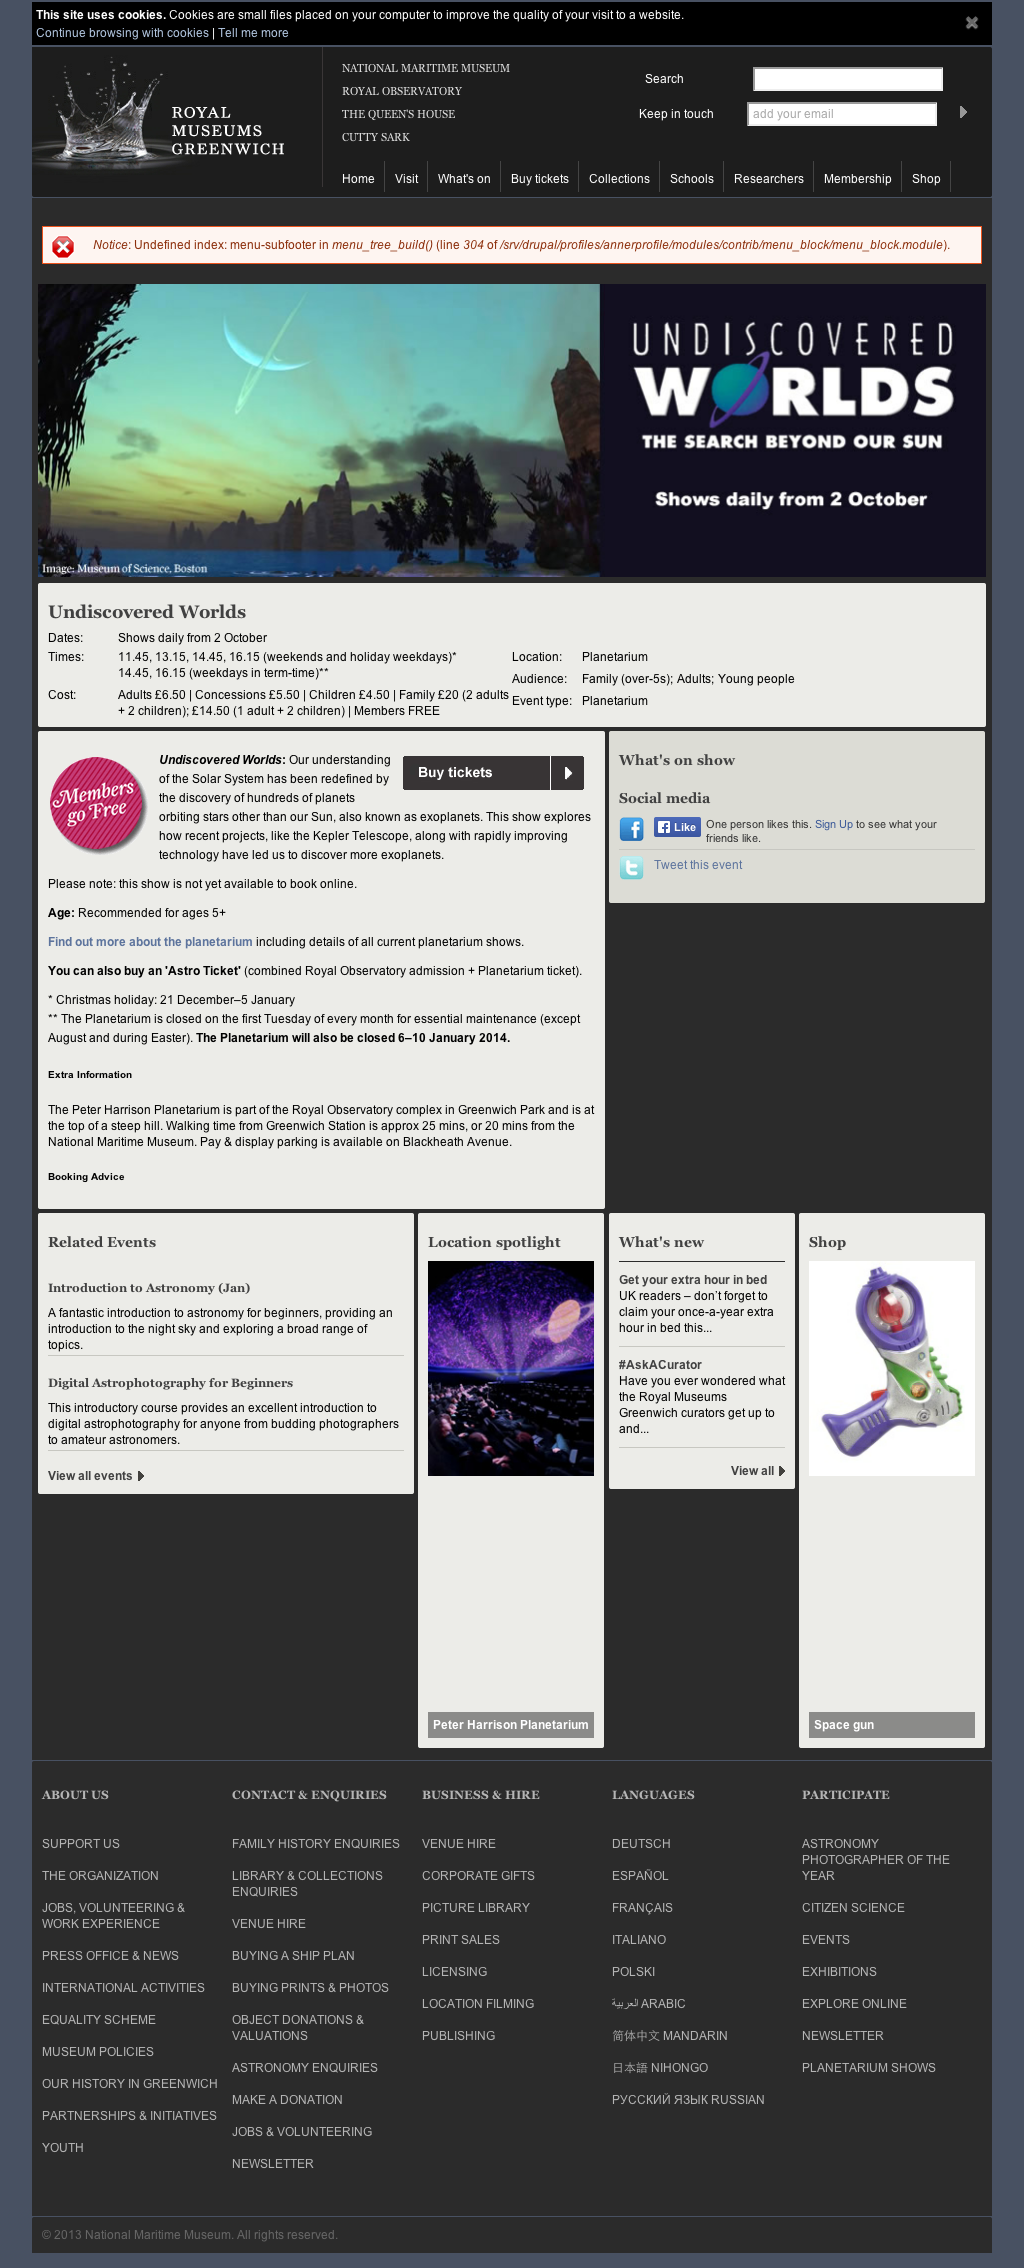 This site uses cookies. Cookies are small files placed on your computer to improve the quality of your visit to a website.
Continue browsing with cookies | Tell me more
ROYAL
MUSEUMS
GREENWICH
NATIONAL MARITIME MUSEUM
ROYAL OBSERVATORY
THE QUEEN'S HOUSE
CUTTY SARK
Search
Keep in touch
add your email
Home
Visit
What's on
Buy tickets
Collections
Schools
Researchers
Membership
Shop
Notice: Undefined index: menu-subfooter in menu_tree_build() (line 304 of /srv/drupal/profiles/annerprofile/modules/contrib/menu_block/menu_block.module).
UNDISCOVERED
WORLDS
THE SEARCH BEYOND OUR SUN
Shows daily from 2 October
Image: Museum of Science, Boston
Undiscovered Worlds
Dates: Shows daily from 2 October
Times: 11.45, 13.15, 14.45, 16.15 (weekends and holiday weekdays)*
14.45, 16.15 (weekdays in term-time)**
Cost: Adults £6.50 | Concessions £5.50 | Children £4.50 | Family £20 (2 adults
+ 2 children); £14.50 (1 adult + 2 children) | Members FREE
Location: Planetarium
Audience: Family (over-5s); Adults; Young people
Event type: Planetarium
Members
go Free
Undiscovered Worlds: Our understanding
of the Solar System has been redefined by
the discovery of hundreds of planets
orbiting stars other than our Sun, also known as exoplanets. This show explores
how recent projects, like the Kepler Telescope, along with rapidly improving
technology have led us to discover more exoplanets.
Buy tickets
Please note: this show is not yet available to book online.
Age: Recommended for ages 5+
Find out more about the planetarium including details of all current planetarium shows.
You can also buy an 'Astro Ticket' (combined Royal Observatory admission + Planetarium ticket).
* Christmas holiday: 21 December–5 January
** The Planetarium is closed on the first Tuesday of every month for essential maintenance (except
August and during Easter). The Planetarium will also be closed 6–10 January 2014.
Extra Information
The Peter Harrison Planetarium is part of the Royal Observatory complex in Greenwich Park and is at
the top of a steep hill. Walking time from Greenwich Station is approx 25 mins, or 20 mins from the
National Maritime Museum. Pay & display parking is available on Blackheath Avenue.
Booking Advice
What's on show
Social media
Like
One person likes this. Sign Up to see what your
friends like.
Tweet this event
Related Events
Introduction to Astronomy (Jan)
A fantastic introduction to astronomy for beginners, providing an
introduction to the night sky and exploring a broad range of
topics.
Digital Astrophotography for Beginners
This introductory course provides an excellent introduction to
digital astrophotography for anyone from budding photographers
to amateur astronomers.
View all events
Location spotlight
Peter Harrison Planetarium
What's new
Get your extra hour in bed
UK readers – don't forget to
claim your once-a-year extra
hour in bed this...
#AskACurator
Have you ever wondered what
the Royal Museums
Greenwich curators get up to
and...
View all
Shop
Space gun
ABOUT US
SUPPORT US
THE ORGANIZATION
JOBS, VOLUNTEERING &
WORK EXPERIENCE
PRESS OFFICE & NEWS
INTERNATIONAL ACTIVITIES
EQUALITY SCHEME
MUSEUM POLICIES
OUR HISTORY IN GREENWICH
PARTNERSHIPS & INITIATIVES
YOUTH
CONTACT & ENQUIRIES
FAMILY HISTORY ENQUIRIES
LIBRARY & COLLECTIONS
ENQUIRIES
VENUE HIRE
BUYING A SHIP PLAN
BUYING PRINTS & PHOTOS
OBJECT DONATIONS &
VALUATIONS
ASTRONOMY ENQUIRIES
MAKE A DONATION
JOBS & VOLUNTEERING
NEWSLETTER
BUSINESS & HIRE
VENUE HIRE
CORPORATE GIFTS
PICTURE LIBRARY
PRINT SALES
LICENSING
LOCATION FILMING
PUBLISHING
LANGUAGES
DEUTSCH
ESPAÑOL
FRANÇAIS
ITALIANO
POLSKI
العربية ARABIC
简体中文 MANDARIN
日本語 NIHONGO
РУССКИЙ ЯЗЫК RUSSIAN
PARTICIPATE
ASTRONOMY
PHOTOGRAPHER OF THE
YEAR
CITIZEN SCIENCE
EVENTS
EXHIBITIONS
EXPLORE ONLINE
NEWSLETTER
PLANETARIUM SHOWS
© 2013 National Maritime Museum. All rights reserved.